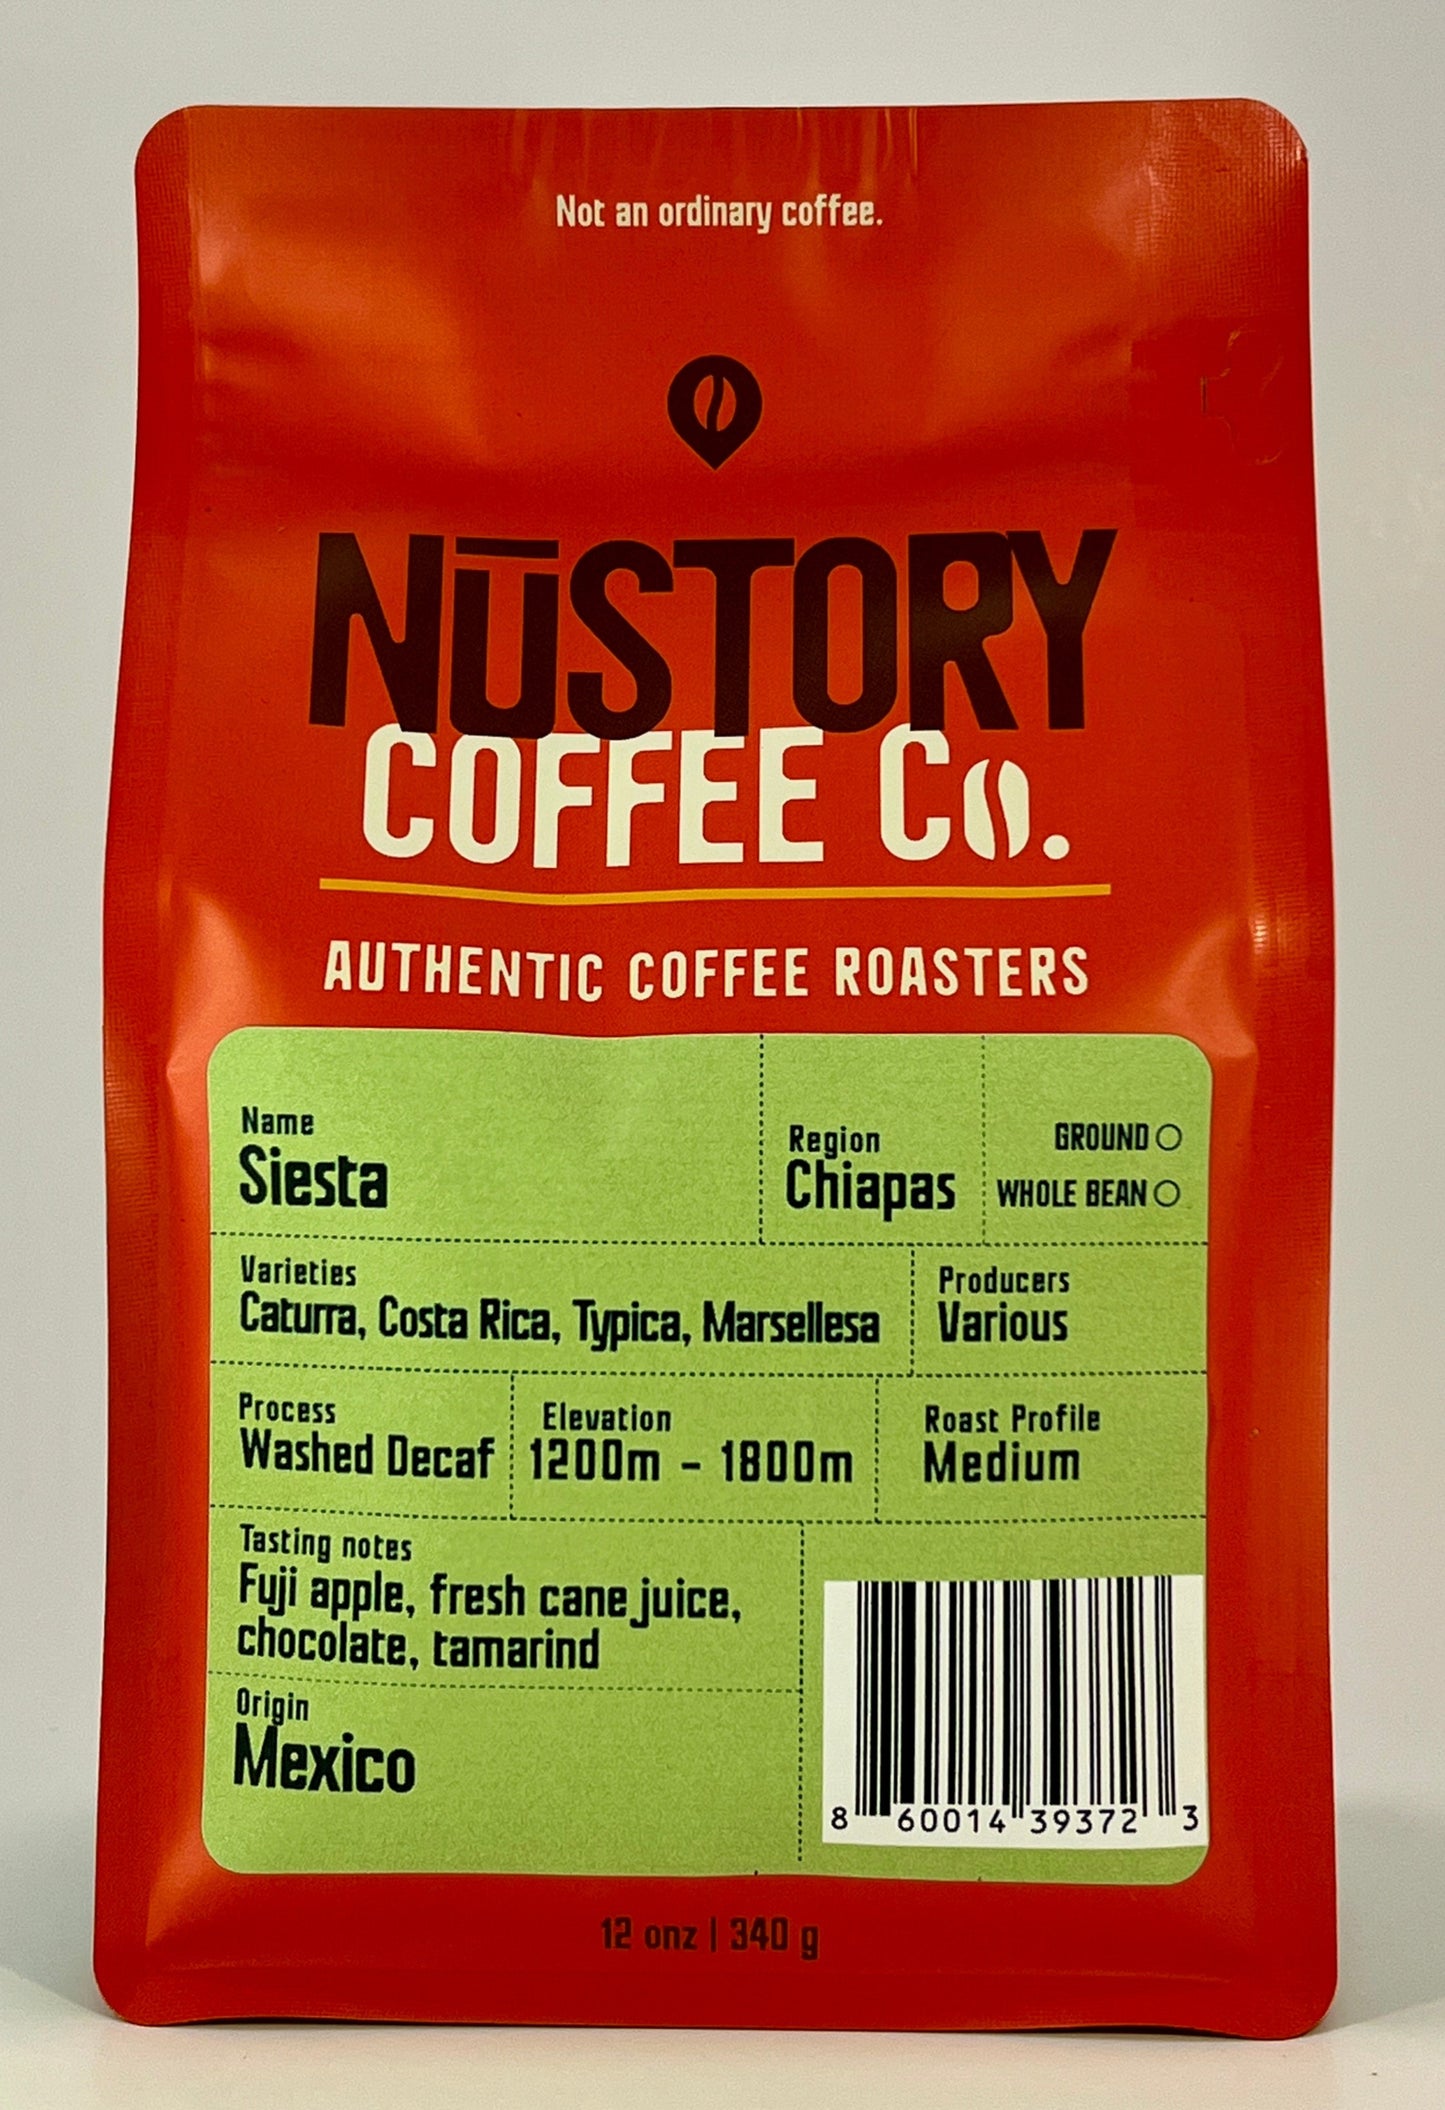 Not an ordinary coffee.
NŪSTORY
COFFEE Co.
AUTHENTIC COFFEE ROASTERS
Name
Siesta
Region
Chiapas
GROUND
WHOLE BEAN
Varieties
Caturra, Costa Rica, Typica, Marsellesa
Producers
Various
Process
Washed Decaf
Elevation
1200m - 1800m
Roast Profile
Medium
Tasting notes
Fuji apple, fresh cane juice,
chocolate, tamarind
Origin
Mexico
8 60014 39372 3
12 onz | 340 g